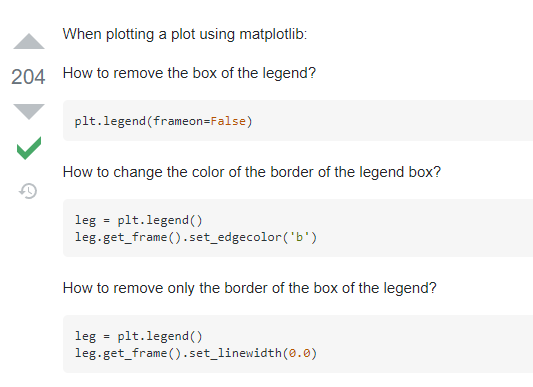 When plotting a plot using matplotlib:
204
How to remove the box of the legend?
plt.legend(frameon=False)
How to change the color of the border of the legend box?
leg = plt.legend()
leg.get_frame().set_edgecolor('b')
How to remove only the border of the box of the legend?
leg = plt.legend()
leg.get_frame().set_linewidth(0.0)